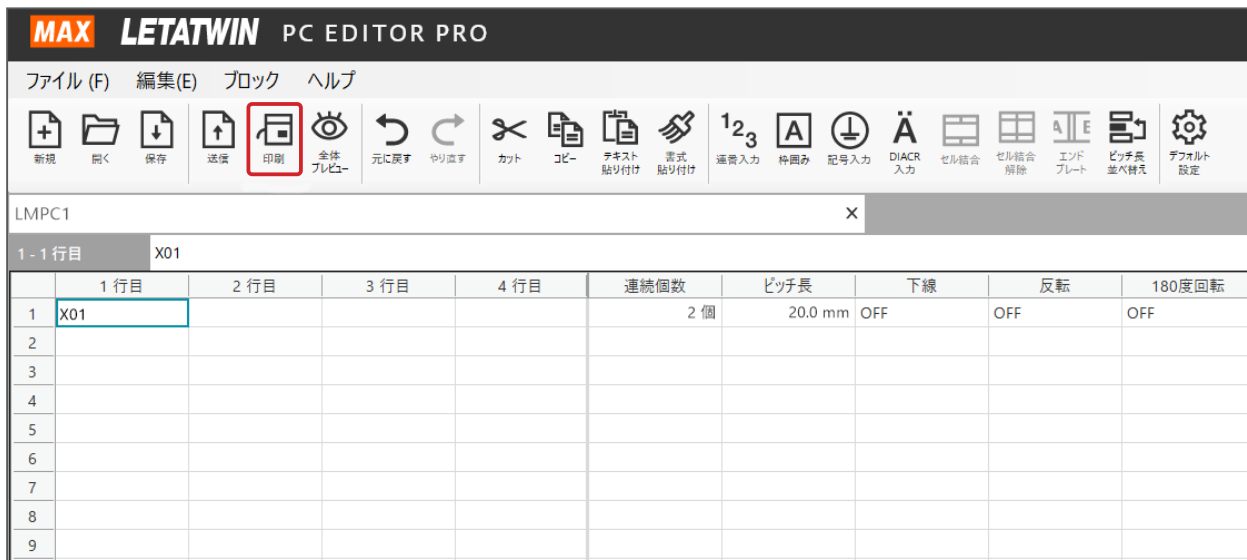 MAX LETATWIN PC EDITOR PRO
ファイル (F) 編集(E) ブロック ヘルプ
新規 開く 保存 送信 印刷 全体プレビュー 元に戻す やり直す カット コピー テキスト貼り付け 書式貼り付け 連番入力 枠囲み 記号入力 DIACR入力 セル結合 セル結合解除 エンドプレート ピッチ長並べ替え デフォルト設定
LMPC1 ×
1 - 1 行目 X01
1 行目 2 行目 3 行目 4 行目 連続個数 ピッチ長 下線 反転 180度回転
1 X01 2 個 20.0 mm OFF OFF OFF
2
3
4
5
6
7
8
9